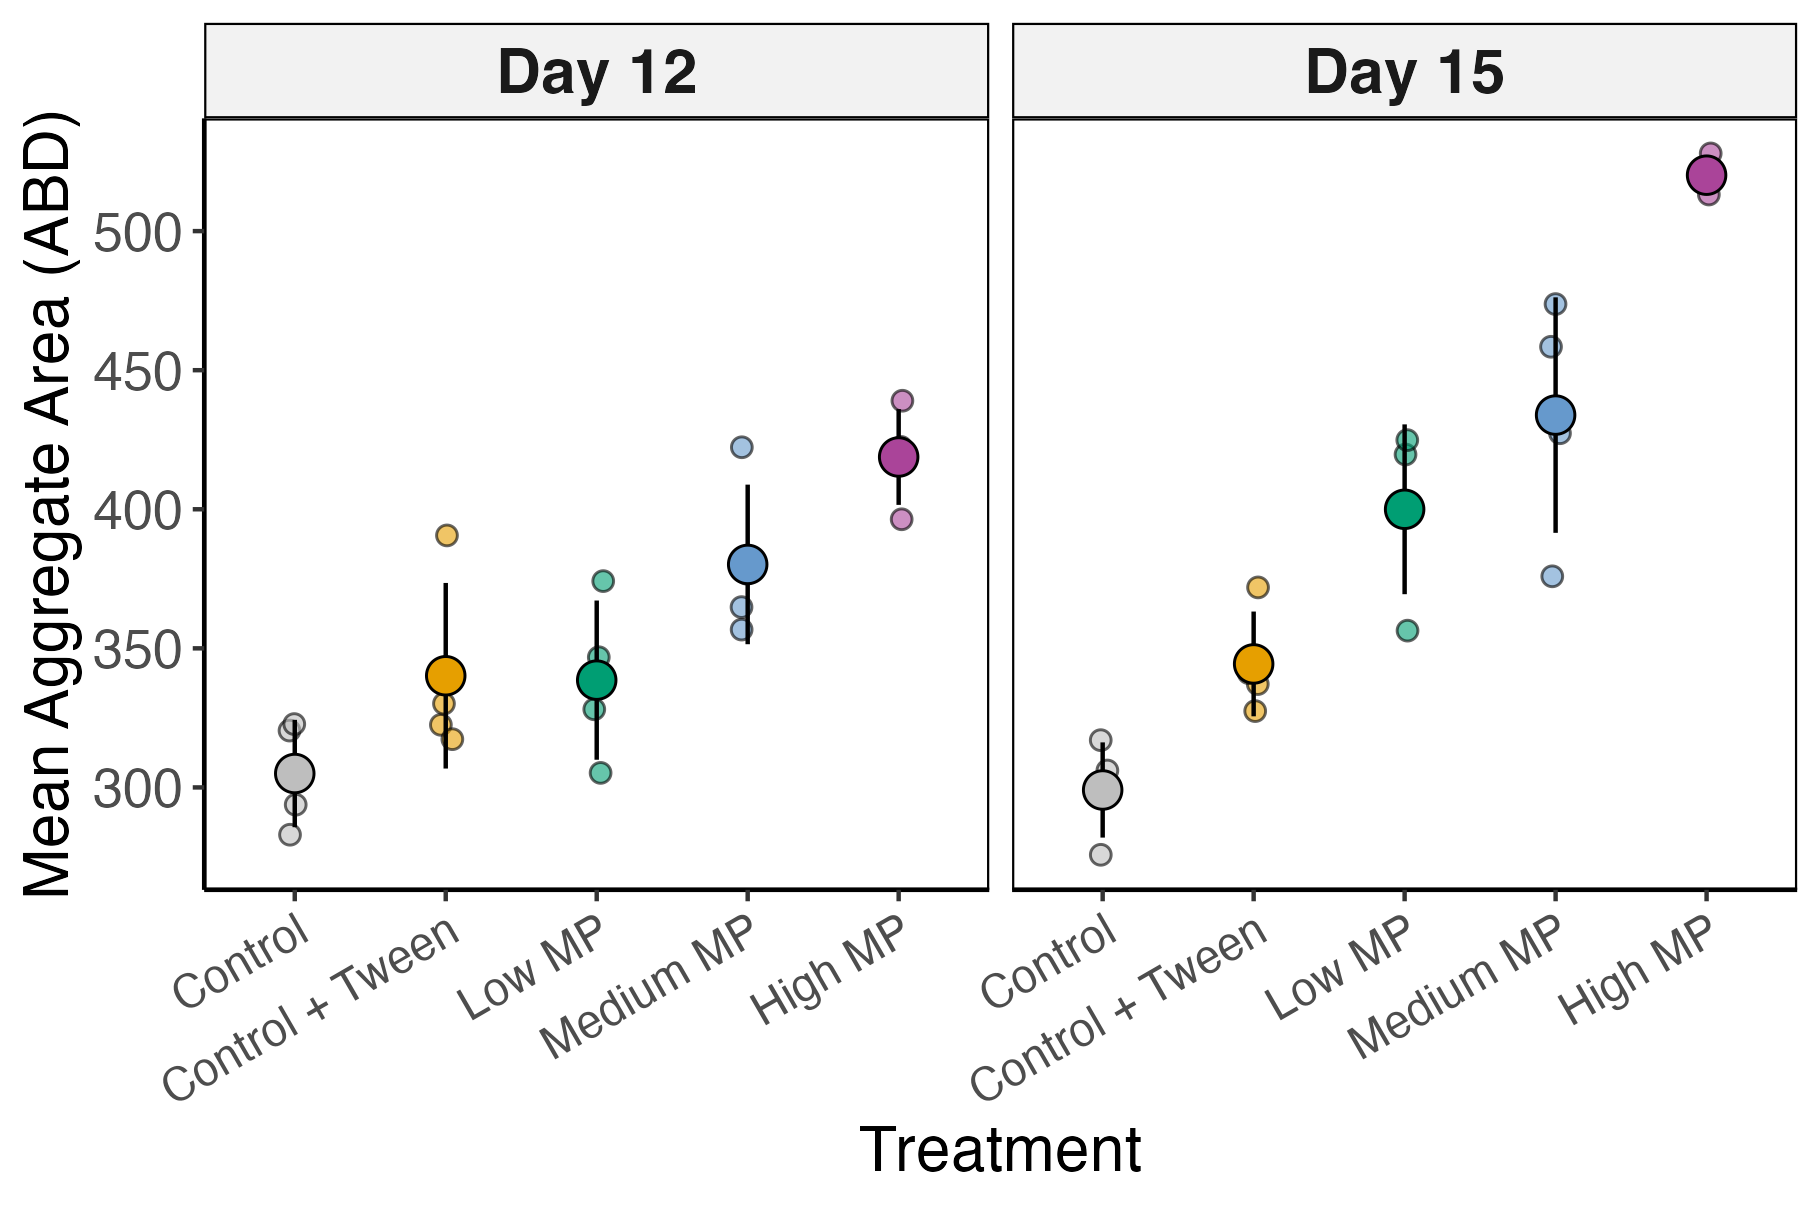 Day 12
Day 15
Mean Aggregate Area (ABD)
500
450
400
350
300
Control
Control + Tween
Low MP
Medium MP
High MP
Control
Control + Tween
Low MP
Medium MP
High MP
Treatment